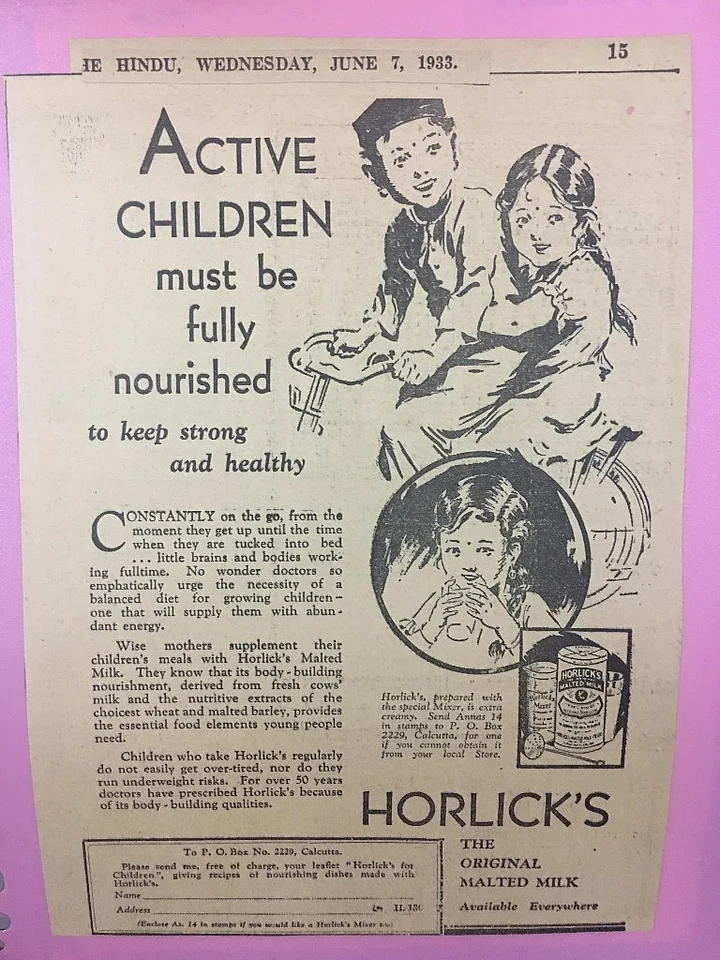 HE HINDU, WEDNESDAY, JUNE 7, 1933.
15
ACTIVE
CHILDREN
must be
fully
nourished
to keep strong
and healthy
CONSTANTLY on the go, from the
moment they get up until the time
when they are tucked into bed
... little brains and bodies work-
ing fulltime. No wonder doctors so
emphatically urge the necessity of a
balanced diet for growing children—
one that will supply them with abun-
dant energy.
Wise mothers supplement their
children's meals with Horlick's Malted
Milk. They know that its body-building
nourishment, derived from fresh cows'
milk and the nutritive extracts of the
choicest wheat and malted barley, provides
the essential food elements young people
need.
Children who take Horlick's regularly
do not easily get over-tired, nor do they
run underweight risks. For over 50 years
doctors have prescribed Horlick's because
of its body-building qualities.
Horlick's, prepared with
the special Mixer, is extra
creamy. Send Annas 14
in stamps to P. O. Box
2229, Calcutta, for one
if you cannot obtain it
from your local Store.
HORLICK'S
MALTED MILK
HORLICK'S
THE
ORIGINAL
MALTED MILK
Available Everywhere
To P. O. Box No. 2229, Calcutta.
Please send me, free of charge, your leaflet "Horlick's for
Children", giving recipes of nourishing dishes made with
Horlick's.
Name
Address
(Enclose As. 14 in stamps if you would like a Horlick's Mixer too)